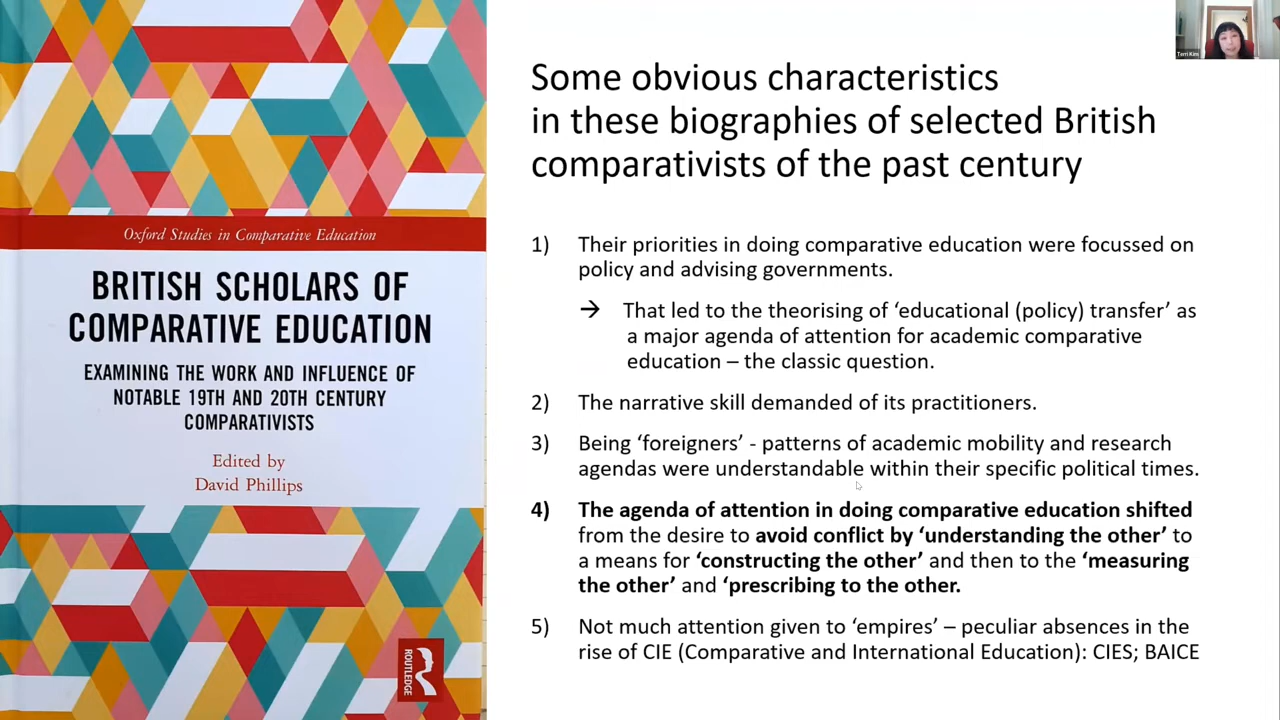 Oxford Studies in Comparative Education
BRITISH SCHOLARS OF
COMPARATIVE EDUCATION
EXAMINING THE WORK AND INFLUENCE OF
NOTABLE 19TH AND 20TH CENTURY
COMPARATIVISTS
Edited by
David Phillips
ROUTLEDGE
Some obvious characteristics
in these biographies of selected British
comparativists of the past century
1) Their priorities in doing comparative education were focussed on
policy and advising governments.
→ That led to the theorising of ‘educational (policy) transfer’ as
a major agenda of attention for academic comparative
education – the classic question.
2) The narrative skill demanded of its practitioners.
3) Being ‘foreigners’ - patterns of academic mobility and research
agendas were understandable within their specific political times.
4) The agenda of attention in doing comparative education shifted
from the desire to avoid conflict by ‘understanding the other’ to
a means for ‘constructing the other’ and then to the ‘measuring
the other’ and ‘prescribing to the other.
5) Not much attention given to ‘empires’ – peculiar absences in the
rise of CIE (Comparative and International Education): CIES; BAICE
Terri Kim